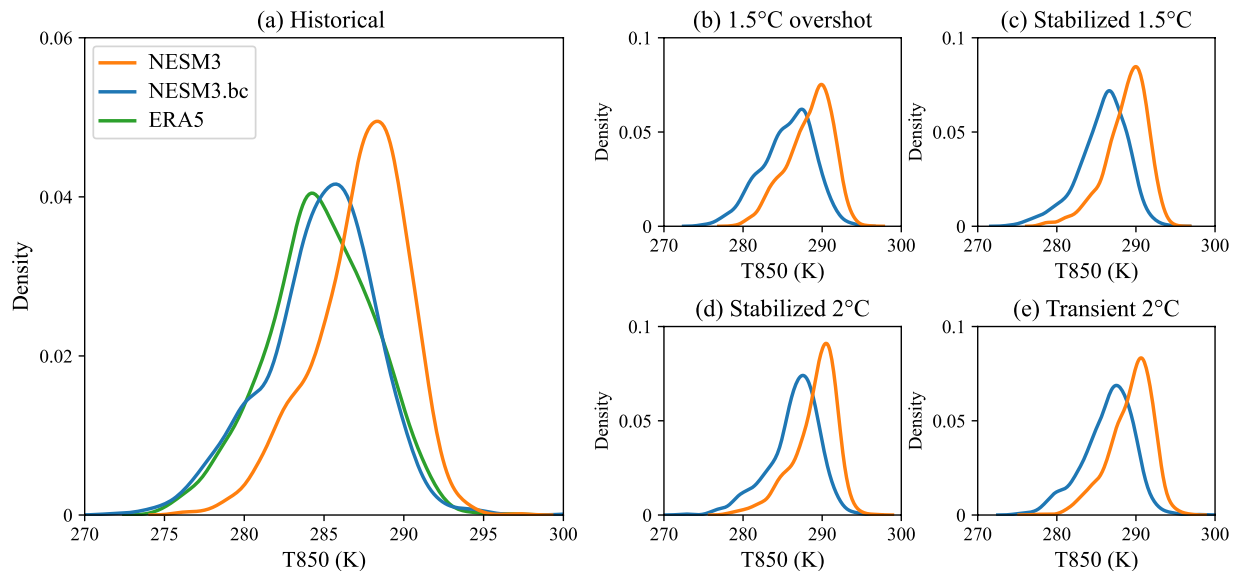 (a) Historical
0.06
0.04
0.02
0
Density
NESM3
NESM3.bc
ERA5
270 275 280 285 290 295 300
T850 (K)
(b) 1.5°C overshot
0.1
0.05
0
Density
270 280 290 300
T850 (K)
(c) Stabilized 1.5°C
0.1
0.05
0
Density
270 280 290 300
T850 (K)
(d) Stabilized 2°C
0.1
0.05
0
Density
270 280 290 300
T850 (K)
(e) Transient 2°C
0.1
0.05
0
Density
270 280 290 300
T850 (K)